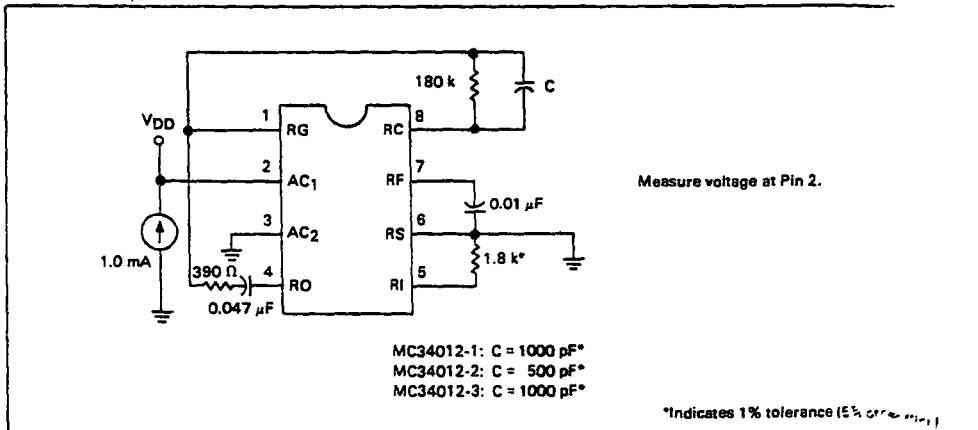 180 k
C
VDD
1
RG
RC
8
2
AC1
RF
7
Measure voltage at Pin 2.
0.01 μF
3
AC2
RS
6
1.0 mA
390 Ω
4
RO
RI
5
1.8 k*
0.047 μF
MC34012-1: C = 1000 pF*
MC34012-2: C = 500 pF*
MC34012-3: C = 1000 pF*
*Indicates 1% tolerance (5%